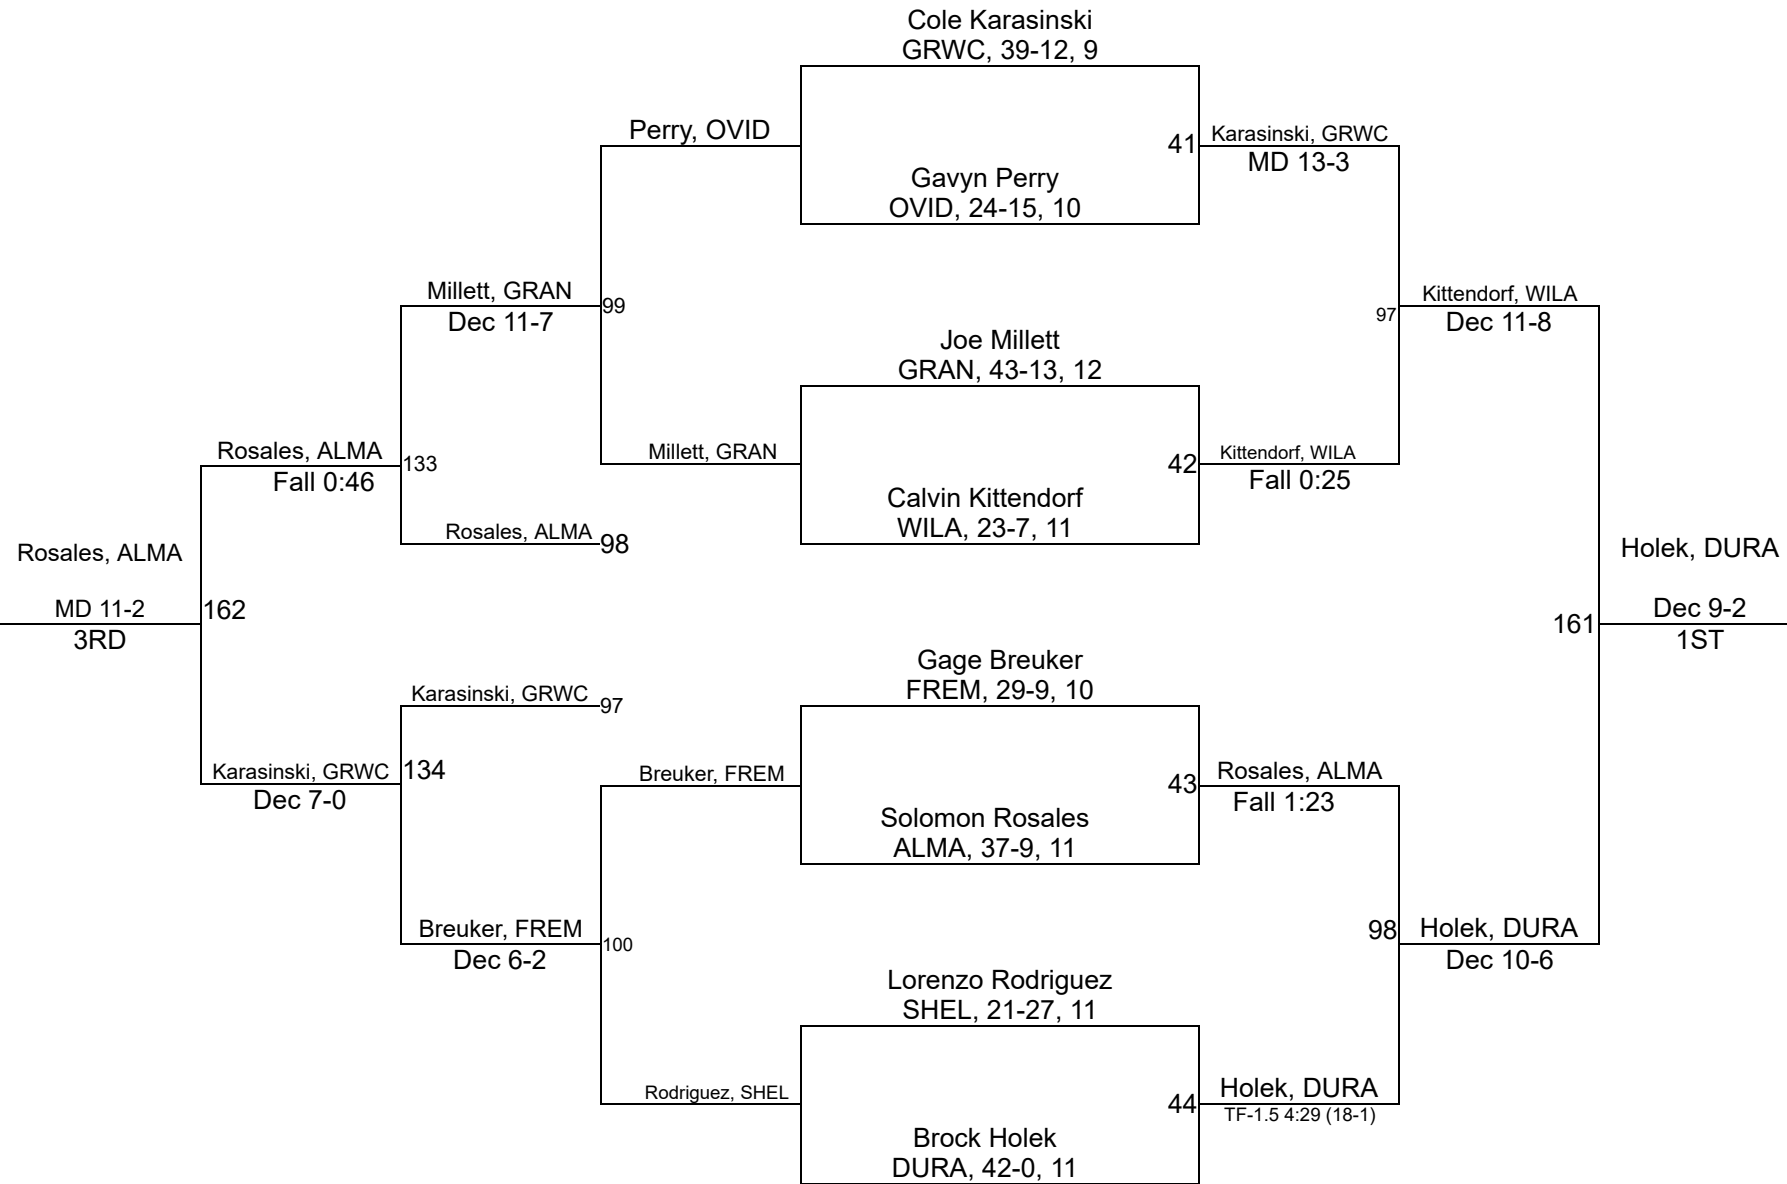 Cole Karasinski
GRWC, 39-12, 9
Perry, OVID
41
Karasinski, GRWC
MD 13-3
Gavyn Perry
OVID, 24-15, 10
Millett, GRAN
99
Dec 11-7
97
Kittendorf, WILA
Dec 11-8
Joe Millett
GRAN, 43-13, 12
Rosales, ALMA
133
Fall 0:46
Millett, GRAN
42
Kittendorf, WILA
Fall 0:25
Calvin Kittendorf
WILA, 23-7, 11
Rosales, ALMA
98
Rosales, ALMA
MD 11-2
162
3RD
Holek, DURA
161
Dec 9-2
1ST
Gage Breuker
FREM, 29-9, 10
Karasinski, GRWC
97
Karasinski, GRWC
134
Dec 7-0
Breuker, FREM
43
Rosales, ALMA
Fall 1:23
Solomon Rosales
ALMA, 37-9, 11
Breuker, FREM
100
Dec 6-2
98
Holek, DURA
Dec 10-6
Lorenzo Rodriguez
SHEL, 21-27, 11
Rodriguez, SHEL
44
Holek, DURA
TF-1.5 4:29 (18-1)
Brock Holek
DURA, 42-0, 11